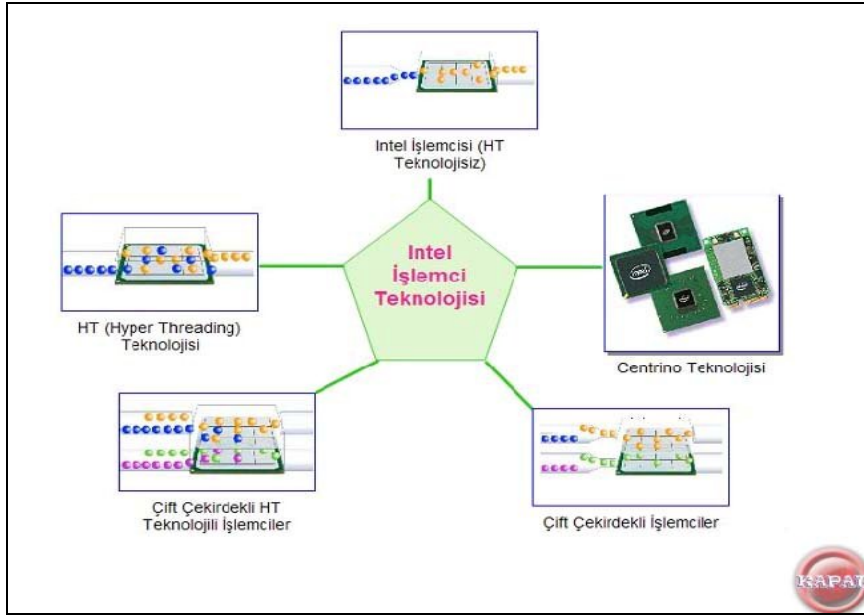 Intel İşlemcisi (HT
Teknolojisiz)
Intel
İşlemci
Teknolojisi
HT (Hyper Threading)
Teknolojisi
Centrino Teknolojisi
Çift Çekirdekli HT
Teknolojili İşlemciler
Çift Çekirdekli İşlemciler
KAPAT